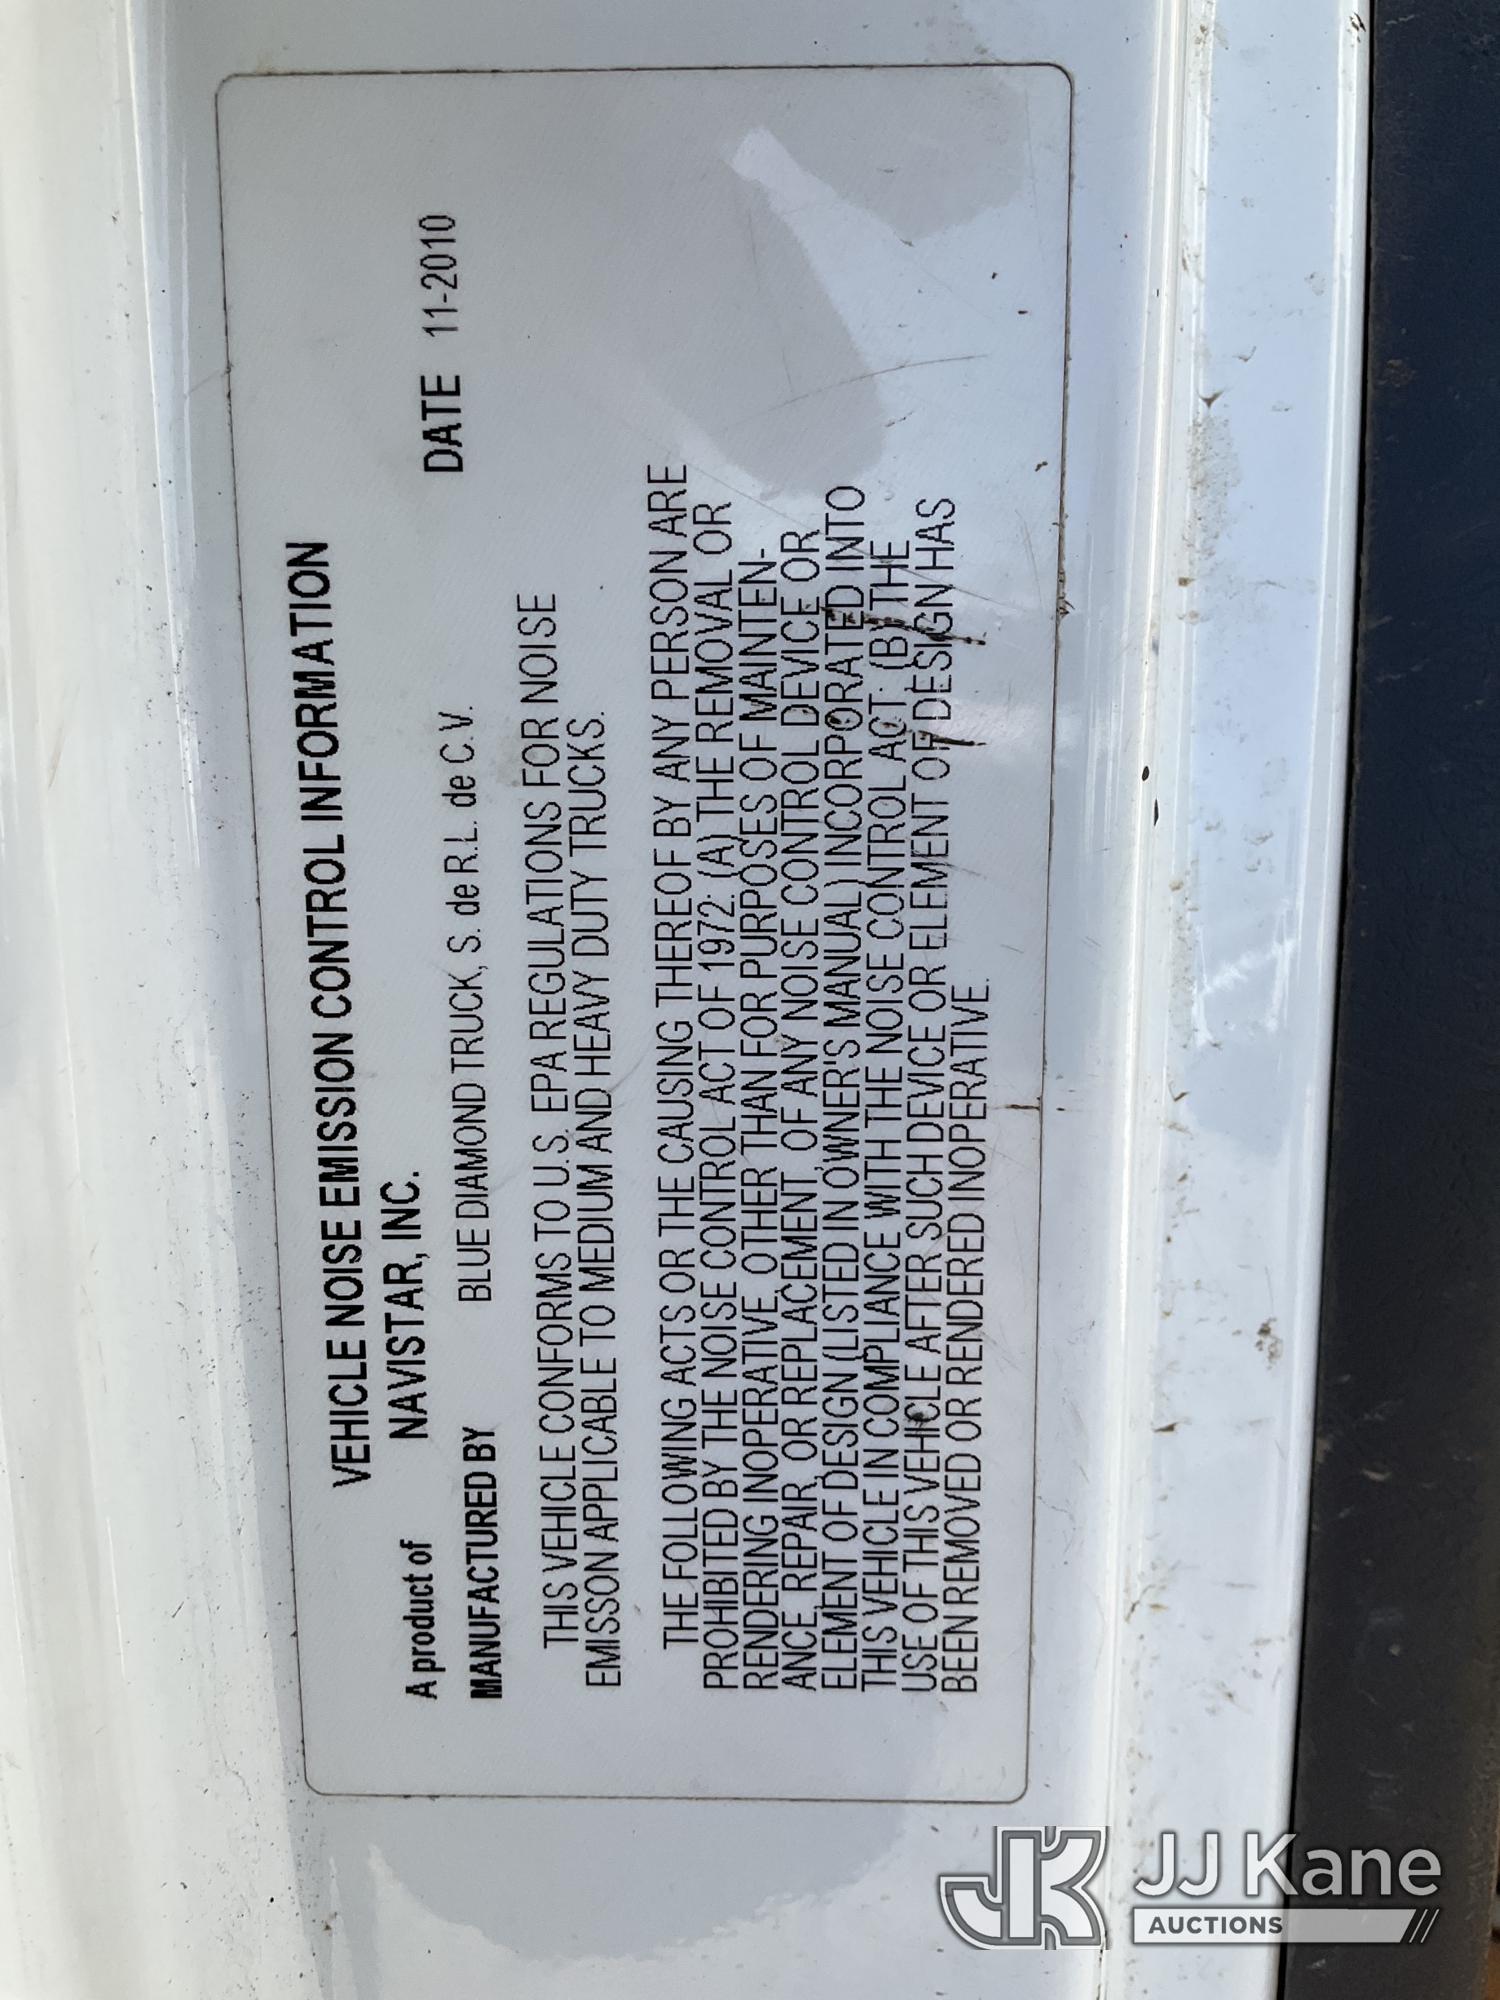 VEHICLE NOISE EMISSION CONTROL INFORMATION
A product of NAVISTAR, INC.
MANUFACTURED BY BLUE DIAMOND TRUCK, S. de R.L. de C.V. DATE 11-2010
THIS VEHICLE CONFORMS TO U.S. EPA REGULATIONS FOR NOISE
EMISSON APPLICABLE TO MEDIUM AND HEAVY DUTY TRUCKS.
THE FOLLOWING ACTS OR THE CAUSING THEREOF BY ANY PERSON ARE
PROHIBITED BY THE NOISE CONTROL ACT OF 1972: (A) THE REMOVAL OR
RENDERING INOPERATIVE, OTHER THAN FOR PURPOSES OF MAINTEN-
ANCE, REPAIR, OR REPLACEMENT, OF ANY NOISE CONTROL DEVICE OR
ELEMENT OF DESIGN (LISTED IN OWNER'S MANUAL) INCORPORATED INTO
THIS VEHICLE IN COMPLIANCE WITH THE NOISE CONTROL ACT; (B) THE
USE OF THIS VEHICLE AFTER SUCH DEVICE OR ELEMENT OF DESIGN HAS
BEEN REMOVED OR RENDERED INOPERATIVE.
JJ Kane
AUCTIONS